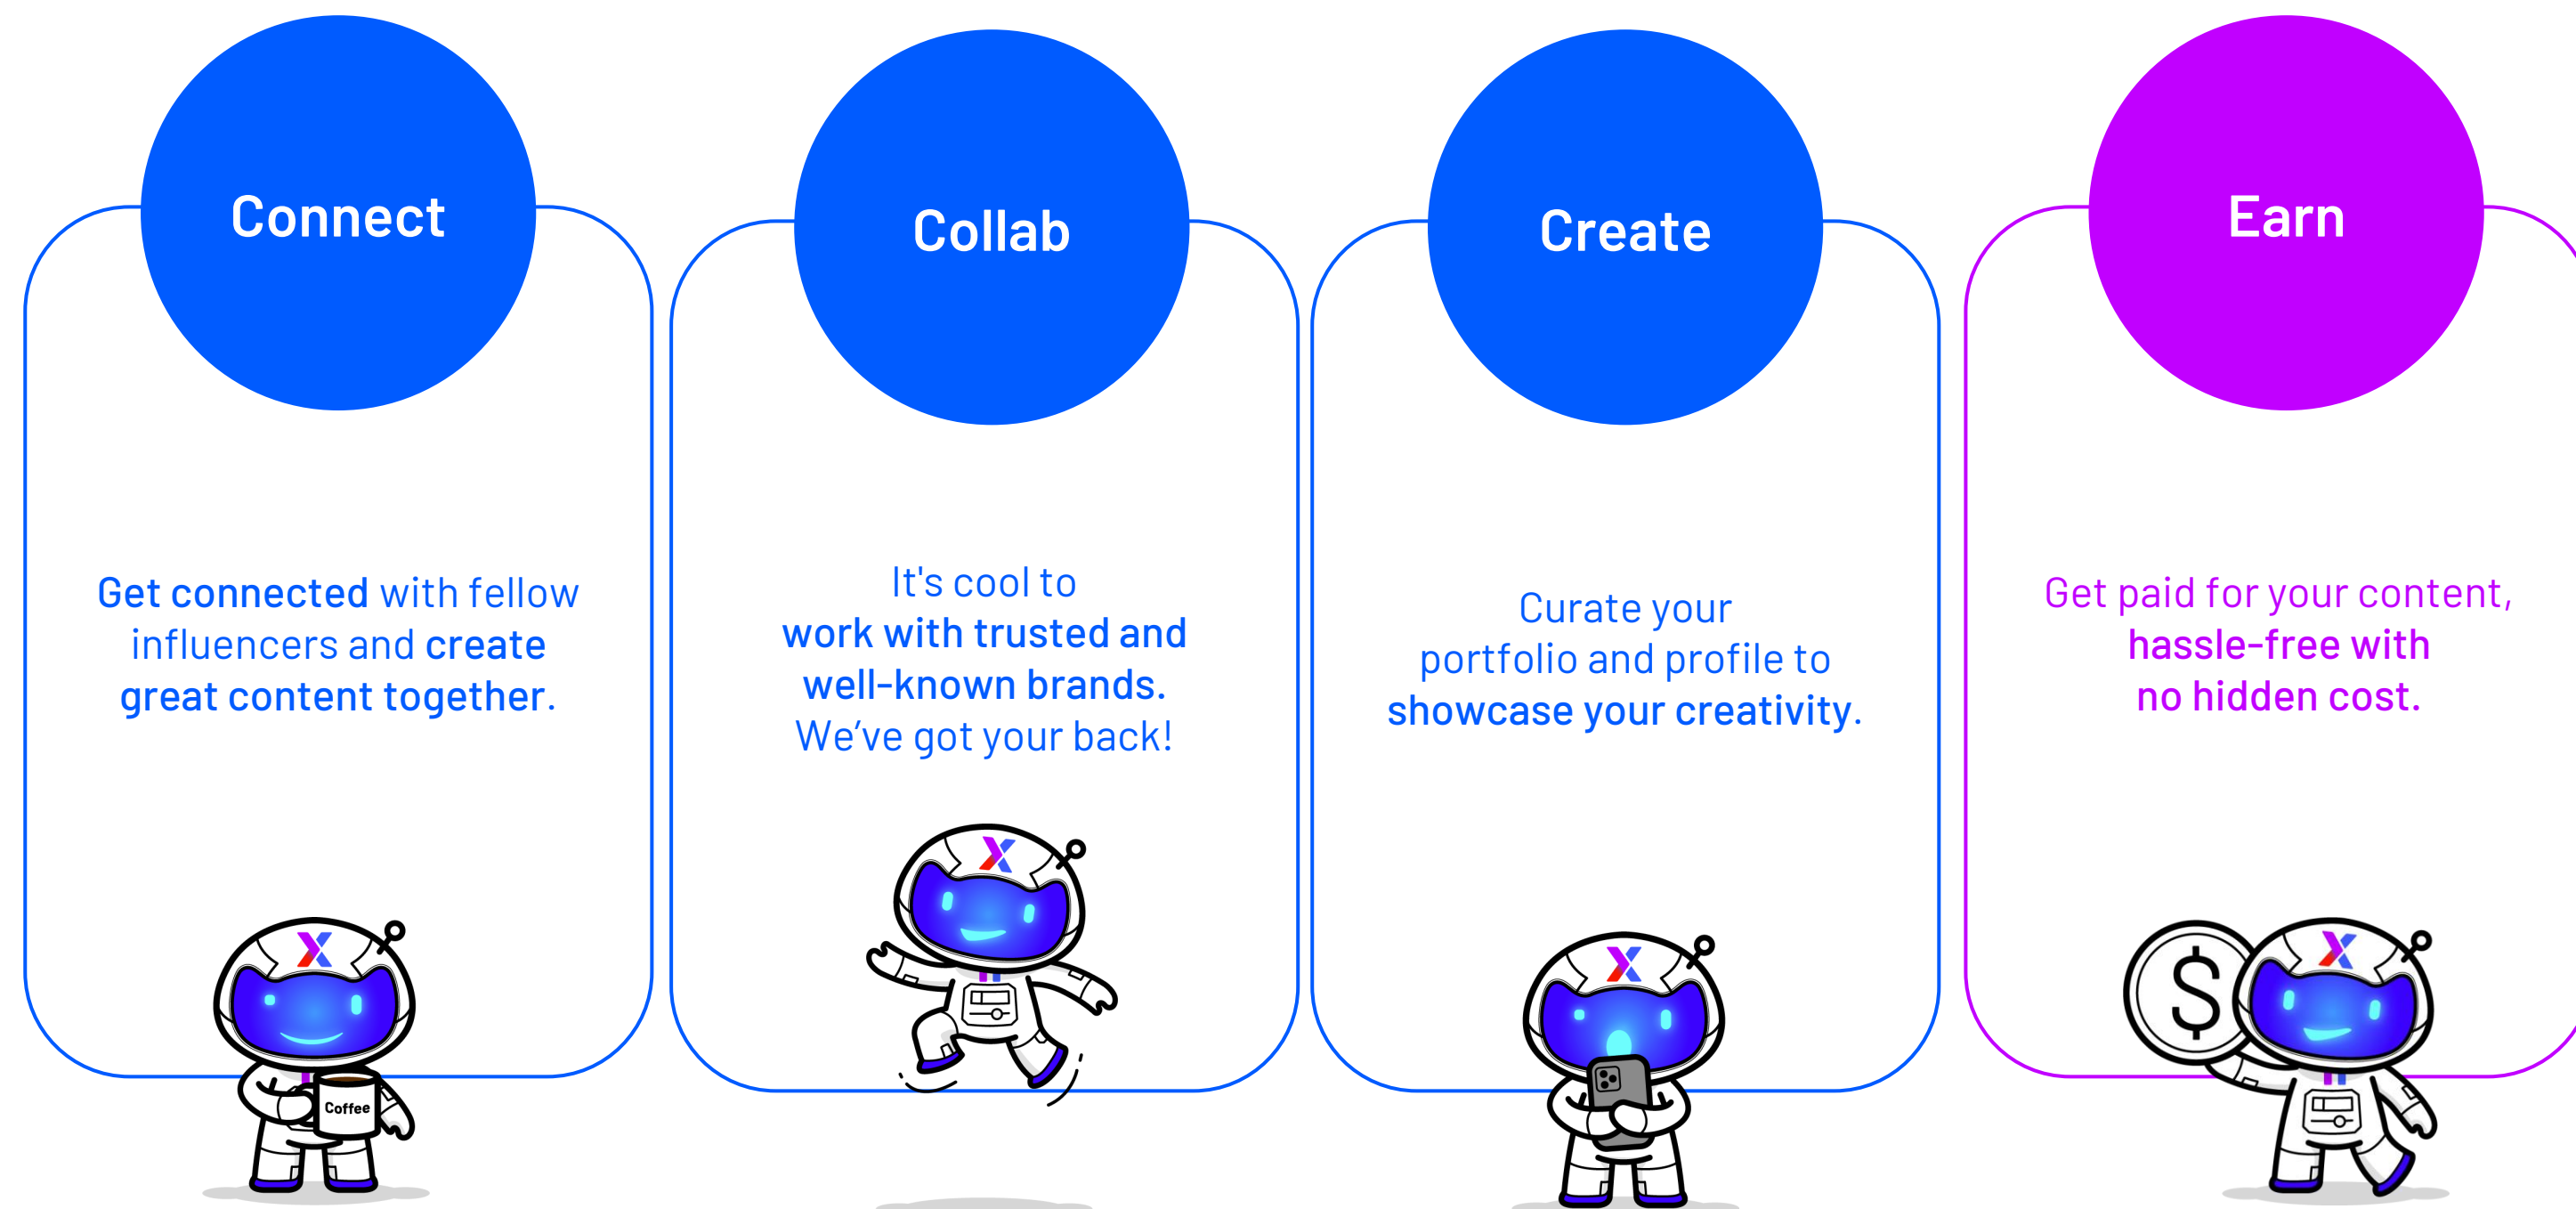 Connect
Get connected with fellow
influencers and create
great content together.
Coffee
Collab
It's cool to
work with trusted and
well-known brands.
We’ve got your back!
Create
Curate your
portfolio and profile to
showcase your creativity.
Earn
Get paid for your content,
hassle-free with
no hidden cost.
$